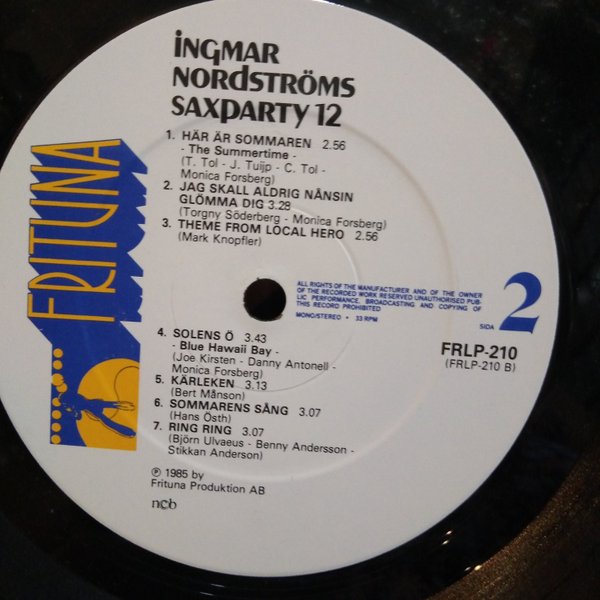 INGMAR
NORDSTRÖMS
SAXPARTY 12
1. HÄR ÄR SOMMAREN 2.56
- The Summertime -
(T. Tol - J. Tuijp - C. Tol -
Monica Forsberg)
2. JAG SKALL ALDRIG NÅNSIN
GLÖMMA DIG 3.28
(Torgny Söderberg - Monica Forsberg)
3. THEME FROM LOCAL HERO 2.56
(Mark Knopfler)
FRITUNA
ALL RIGHTS OF THE MANUFACTURER AND OF THE OWNER
OF THE RECORDED WORK RESERVED UNAUTHORISED PUB-
LIC PERFORMANCE, BROADCASTING AND COPYING OF
THIS RECORD PROHIBITED
MONO/STEREO • 33 RPM
SIDA 2
FRLP-210
(FRLP-210 B)
4. SOLENS Ö 3.43
- Blue Hawaii Bay -
(Joe Kirsten - Danny Antonell -
Monica Forsberg)
5. KÄRLEKEN 3.13
(Bert Månson)
6. SOMMARENS SÅNG 3.07
(Hans Östh)
7. RING RING 3.07
(Björn Ulvaeus - Benny Andersson -
Stikkan Anderson)
℗ 1985 by
Frituna Produktion AB
ncb